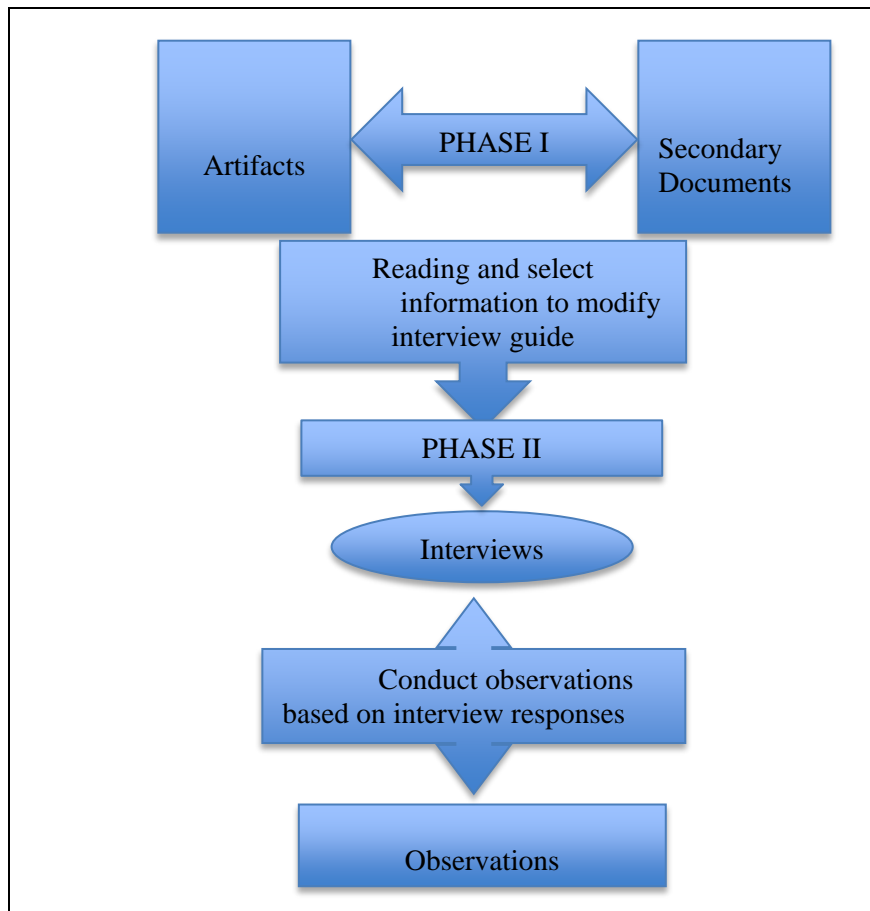 Artifacts
PHASE I
Secondary
Documents
Reading and select
information to modify
interview guide
PHASE II
Interviews
Conduct observations
based on interview responses
Observations